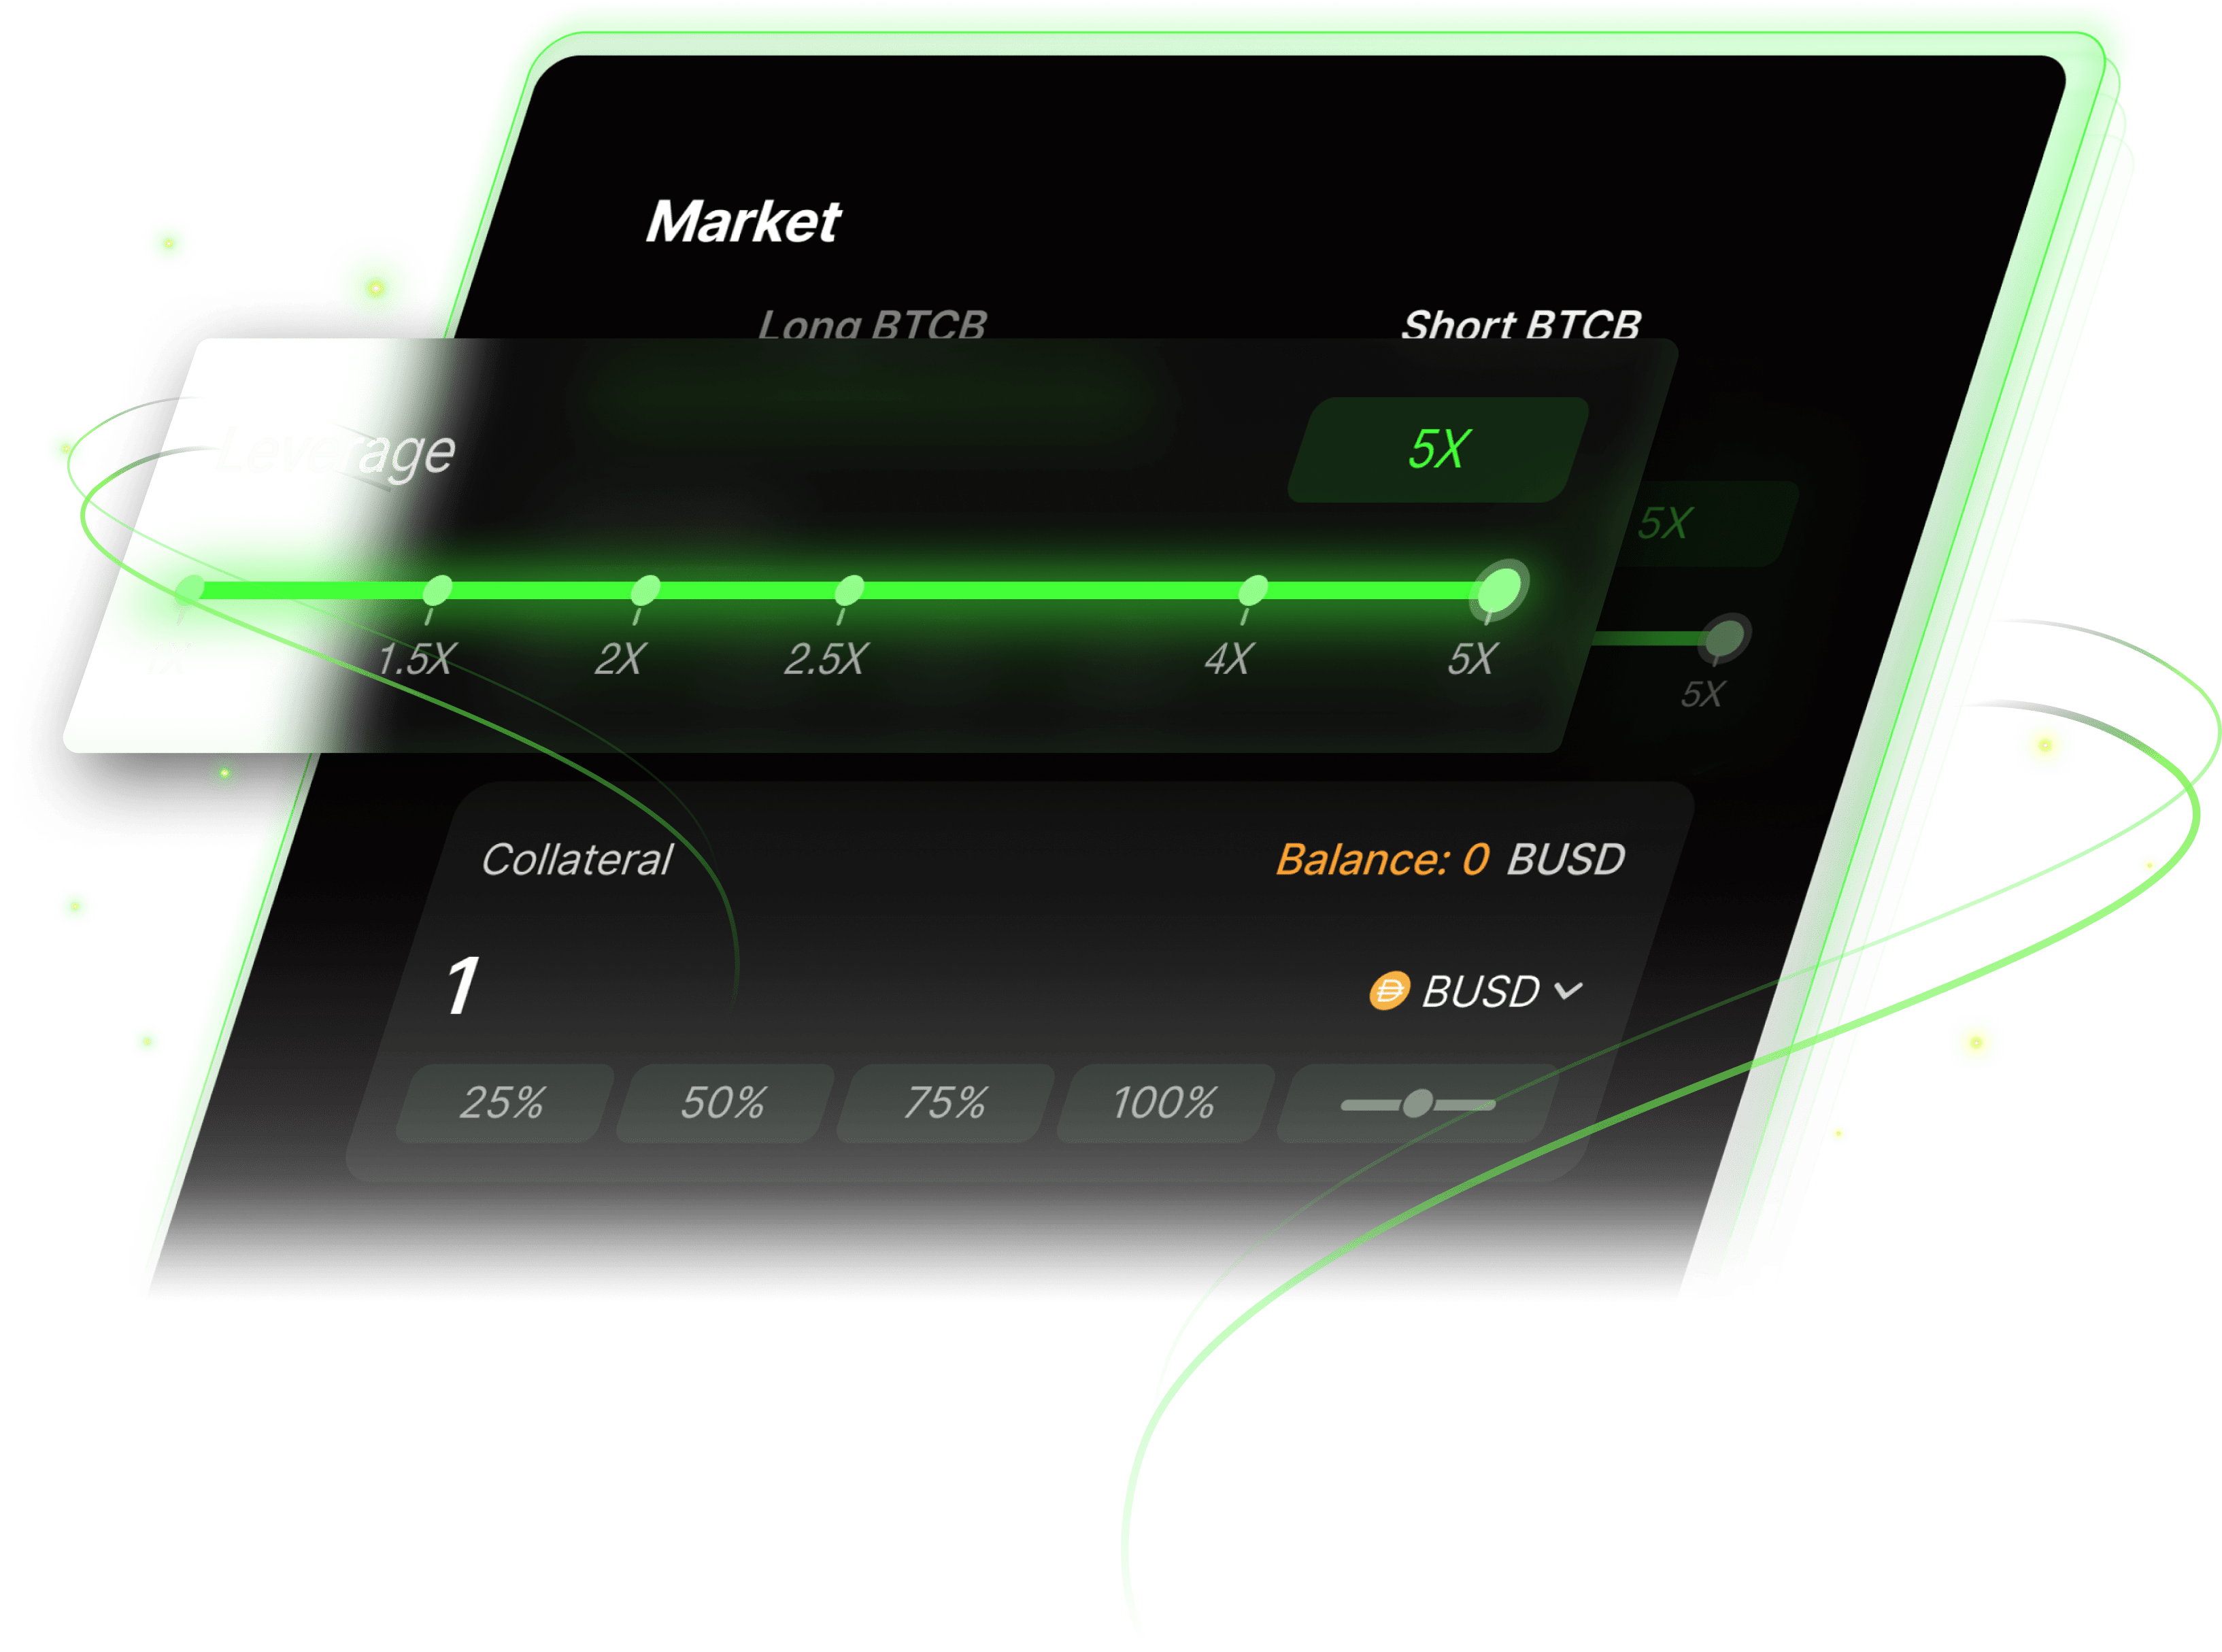 Market
Long BTCB Short BTCB
Leverage 5X
5X
1.5X 2X 2.5X 4X 5X
5X
Collateral Balance: 0 BUSD
1 BUSD
25% 50% 75% 100%